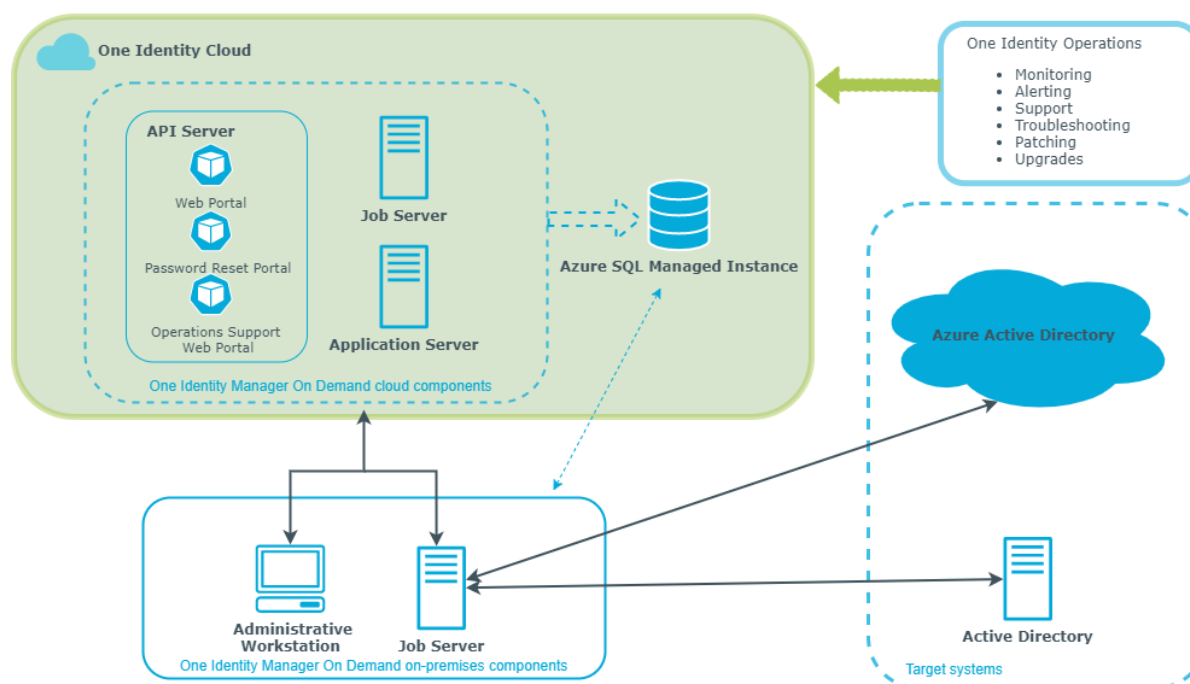 One Identity Cloud
API Server
Web Portal
Password Reset Portal
Operations Support
Web Portal
Job Server
Application Server
One Identity Manager On Demand cloud components
Azure SQL Managed Instance
One Identity Operations
Monitoring
Alerting
Support
Troubleshooting
Patching
Upgrades
Azure Active Directory
Active Directory
Target systems
Administrative
Workstation
Job Server
One Identity Manager On Demand on-premises components